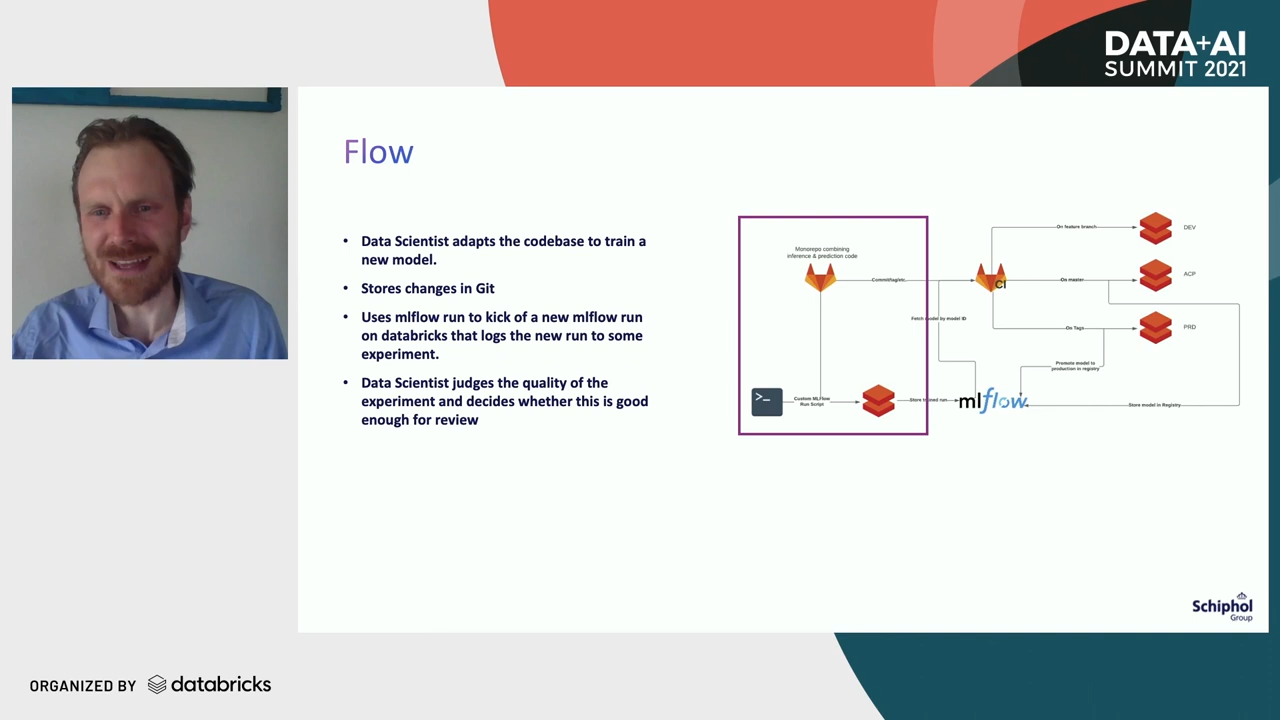 DATA+AI
SUMMIT 2021
Flow
• Data Scientist adapts the codebase to train a
new model.
• Stores changes in Git
• Uses mlflow run to kick of a new mlflow run
on databricks that logs the new run to some
experiment.
• Data Scientist judges the quality of the
experiment and decides whether this is good
enough for review
Monorepo combining
inference & prediction code
On feature branch
DEV
CI
On master
ACP
Fetch model by model ID
On Tags
PRD
Promote model to
production in registry
>_
Custom MLFlow
Run Script
Store trained run
mlflow
Store model in Registry
Schiphol
Group
ORGANIZED BY databricks